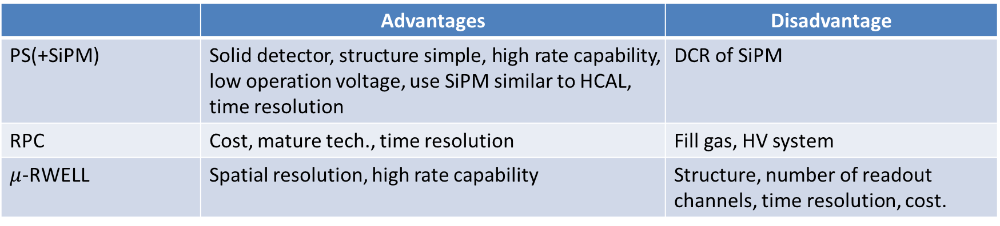 Advantages Disadvantage
PS(+SiPM) Solid detector, structure simple, high rate capability, DCR of SiPM
low operation voltage, use SiPM similar to HCAL,
time resolution
RPC Cost, mature tech., time resolution Fill gas, HV system
𝜇-RWELL Spatial resolution, high rate capability Structure, number of readout
channels, time resolution, cost.